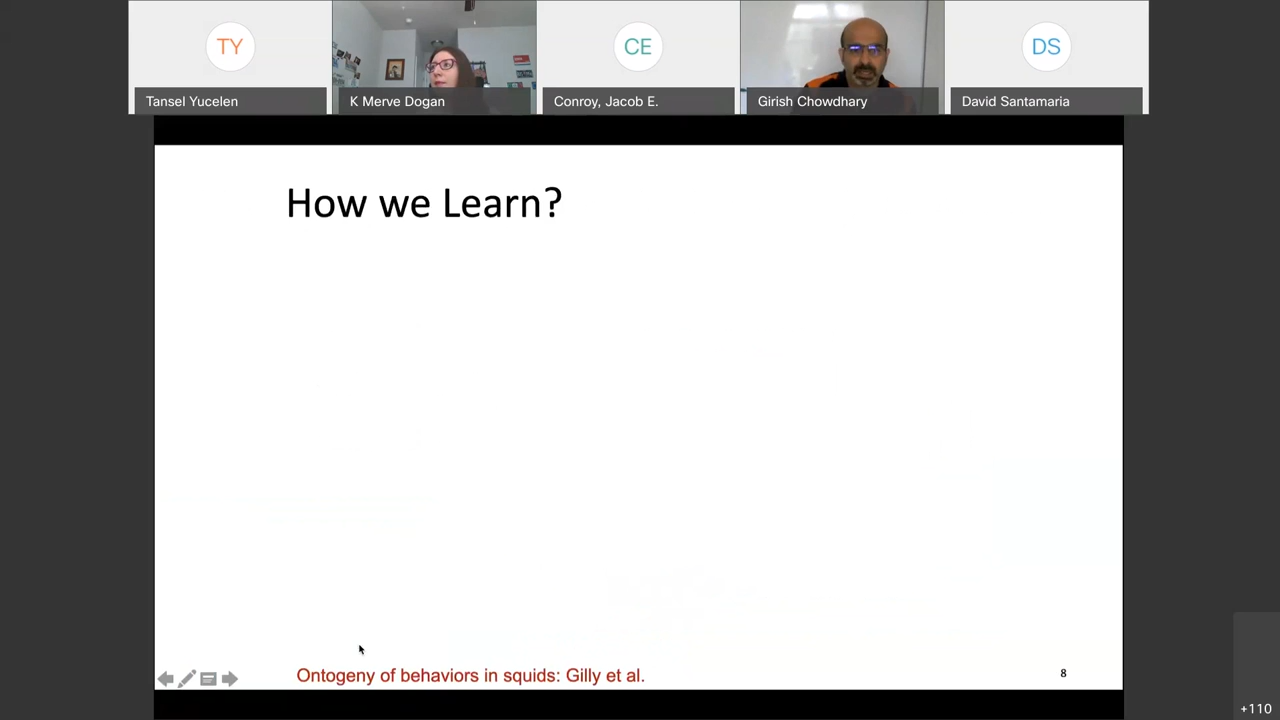 TY
CE
DS
Tansel Yucelen
K Merve Dogan
Conroy, Jacob E.
Girish Chowdhary
David Santamaria
How we Learn?
Ontogeny of behaviors in squids: Gilly et al.
8
+110